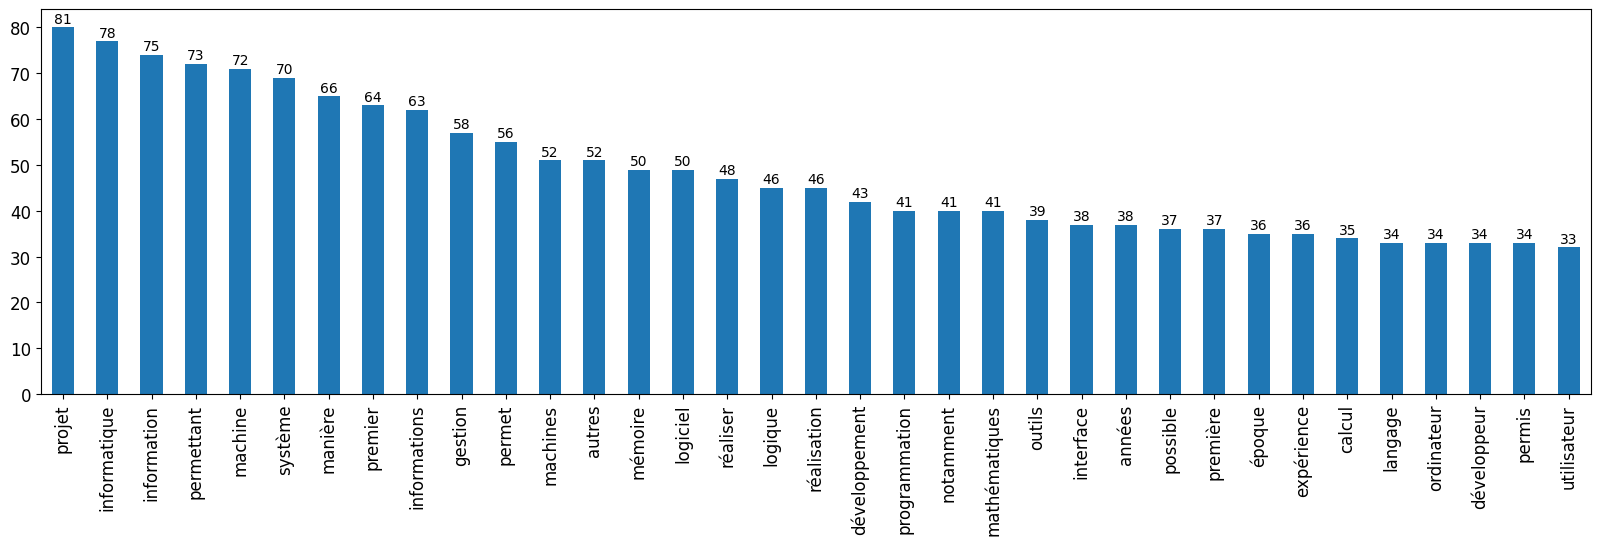 81
78
75
73
72
70
66
64
63
58
56
52
52
50
50
48
46
46
43
41
41
41
39
38
38
37
37
36
36
35
34
34
34
34
33
80
70
60
50
40
30
20
10
0
projet
informatique
information
permettant
machine
système
manière
premier
informations
gestion
permet
machines
autres
mémoire
logiciel
réaliser
logique
réalisation
développement
programmation
notamment
mathématiques
outils
interface
années
possible
première
époque
expérience
calcul
langage
ordinateur
développeur
permis
utilisateur